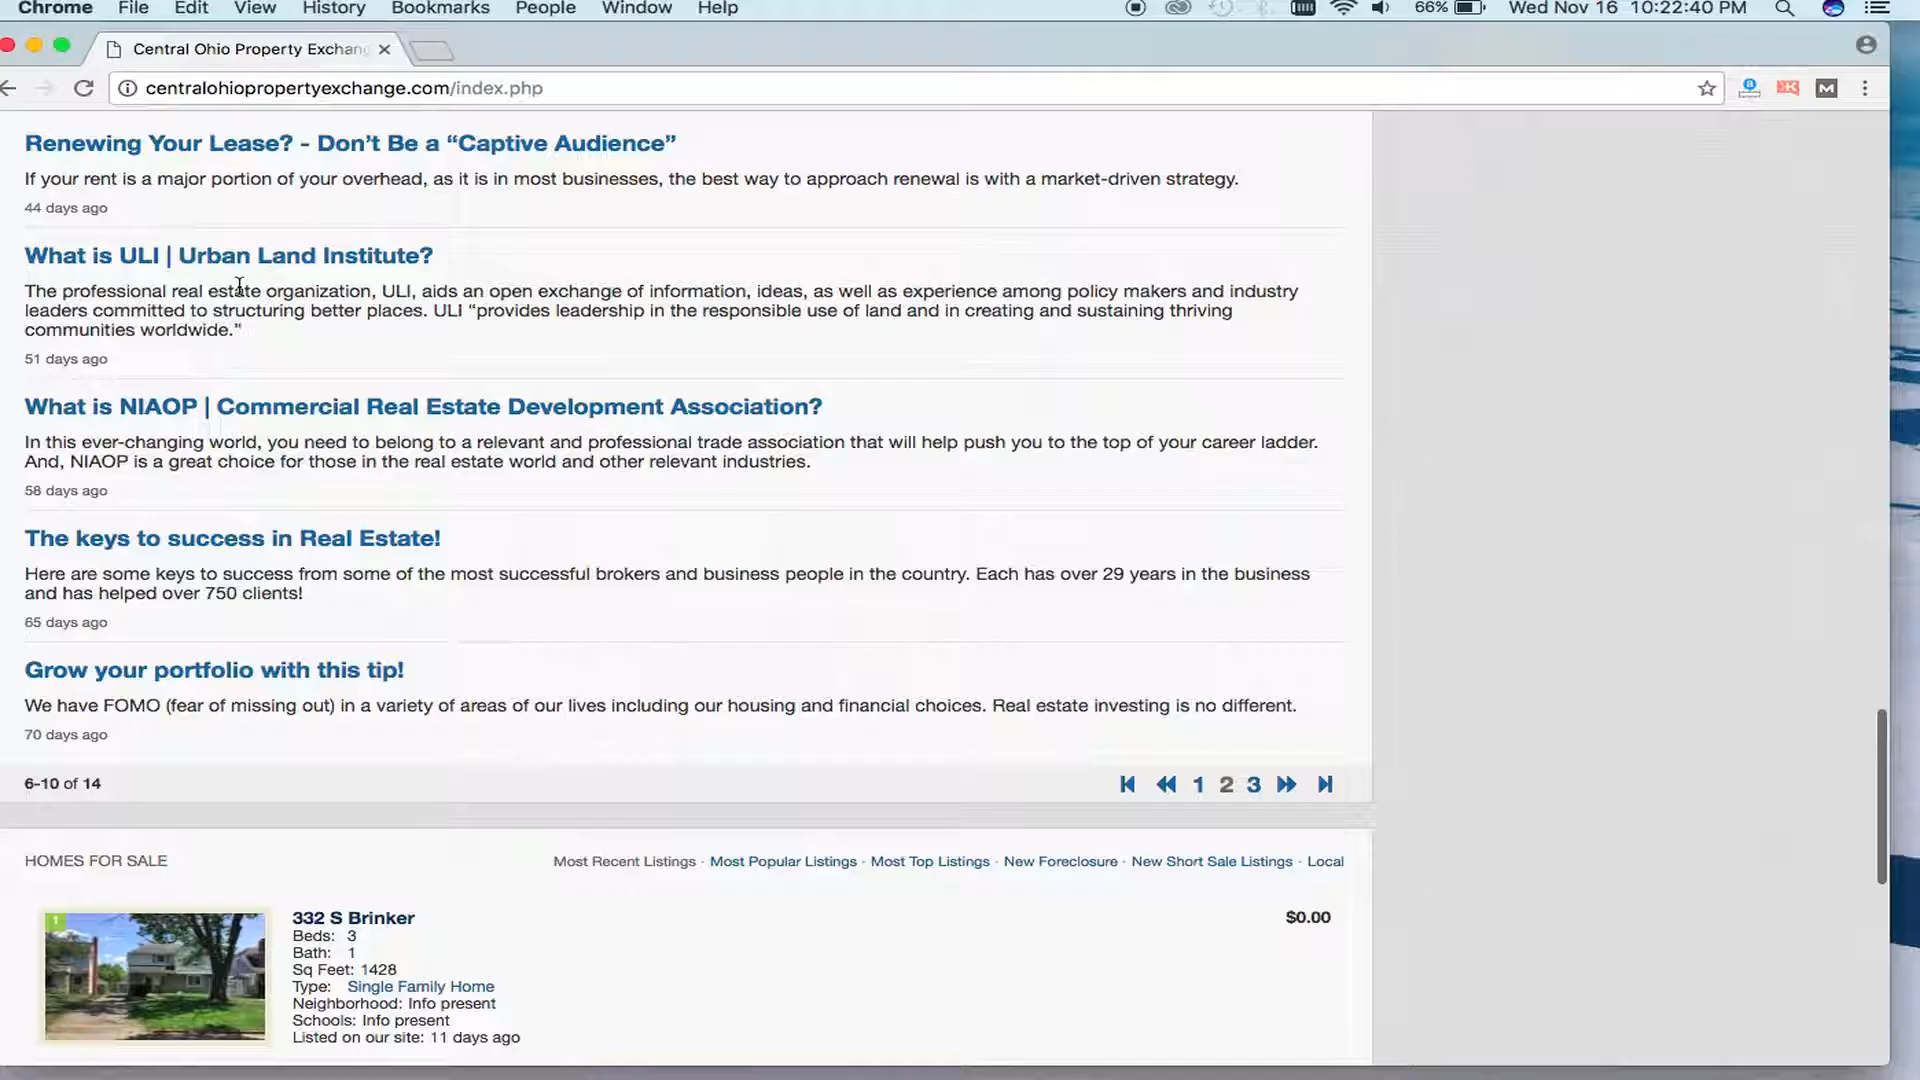 Chrome File Edit View History Bookmarks People Window Help 66% Wed Nov 16 10:22:40 PM
Central Ohio Property Exchang
centralohiopropertyexchange.com/index.php
Renewing Your Lease? - Don’t Be a “Captive Audience”
If your rent is a major portion of your overhead, as it is in most businesses, the best way to approach renewal is with a market-driven strategy.
44 days ago
What is ULI | Urban Land Institute?
The professional real estate organization, ULI, aids an open exchange of information, ideas, as well as experience among policy makers and industry
leaders committed to structuring better places. ULI “provides leadership in the responsible use of land and in creating and sustaining thriving
communities worldwide.”
51 days ago
What is NIAOP | Commercial Real Estate Development Association?
In this ever-changing world, you need to belong to a relevant and professional trade association that will help push you to the top of your career ladder.
And, NIAOP is a great choice for those in the real estate world and other relevant industries.
58 days ago
The keys to success in Real Estate!
Here are some keys to success from some of the most successful brokers and business people in the country. Each has over 29 years in the business
and has helped over 750 clients!
65 days ago
Grow your portfolio with this tip!
We have FOMO (fear of missing out) in a variety of areas of our lives including our housing and financial choices. Real estate investing is no different.
70 days ago
6-10 of 14 1 2 3
HOMES FOR SALE Most Recent Listings · Most Popular Listings · Most Top Listings · New Foreclosure · New Short Sale Listings · Local
1
332 S Brinker $0.00
Beds: 3
Bath: 1
Sq Feet: 1428
Type: Single Family Home
Neighborhood: Info present
Schools: Info present
Listed on our site: 11 days ago